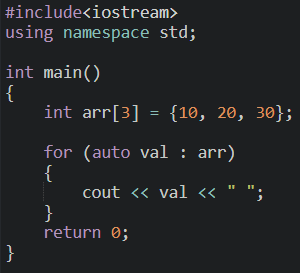 #include<iostream>
using namespace std;

int main()
{
    int arr[3] = {10, 20, 30};

    for (auto val : arr)
    {
        cout << val << " ";
    }
    return 0;
}